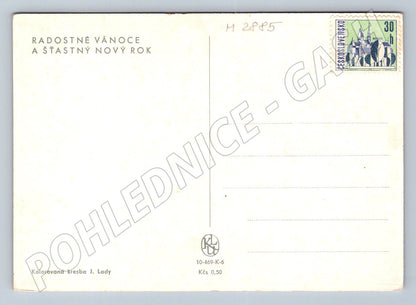 RADOSTNÉ VÁNOCE
A ŠŤASTNÝ NOVÝ ROK
M 2885
30 h
ČESKOSLOVENSKO
POHLEDNICE - GA
10-469-K-6
Kčs 0,50
Kolorovaná kresba J. Lady